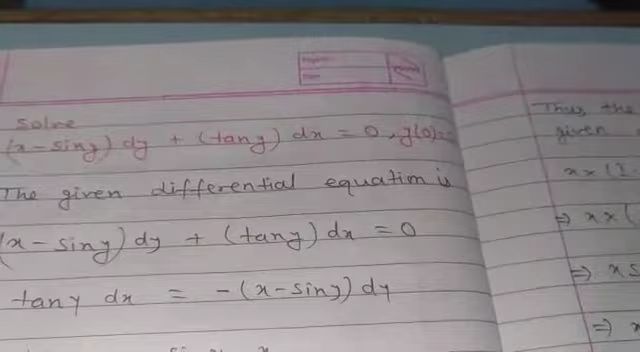 solve
(x - siny) dy + (tany) dx = 0, y(0)=
The given differential equation is
(x - siny) dy + (tany) dx = 0
tany dx = -(x - siny) dy
Thus, the
given
⇒ x x (
⇒ x s
⇒ x